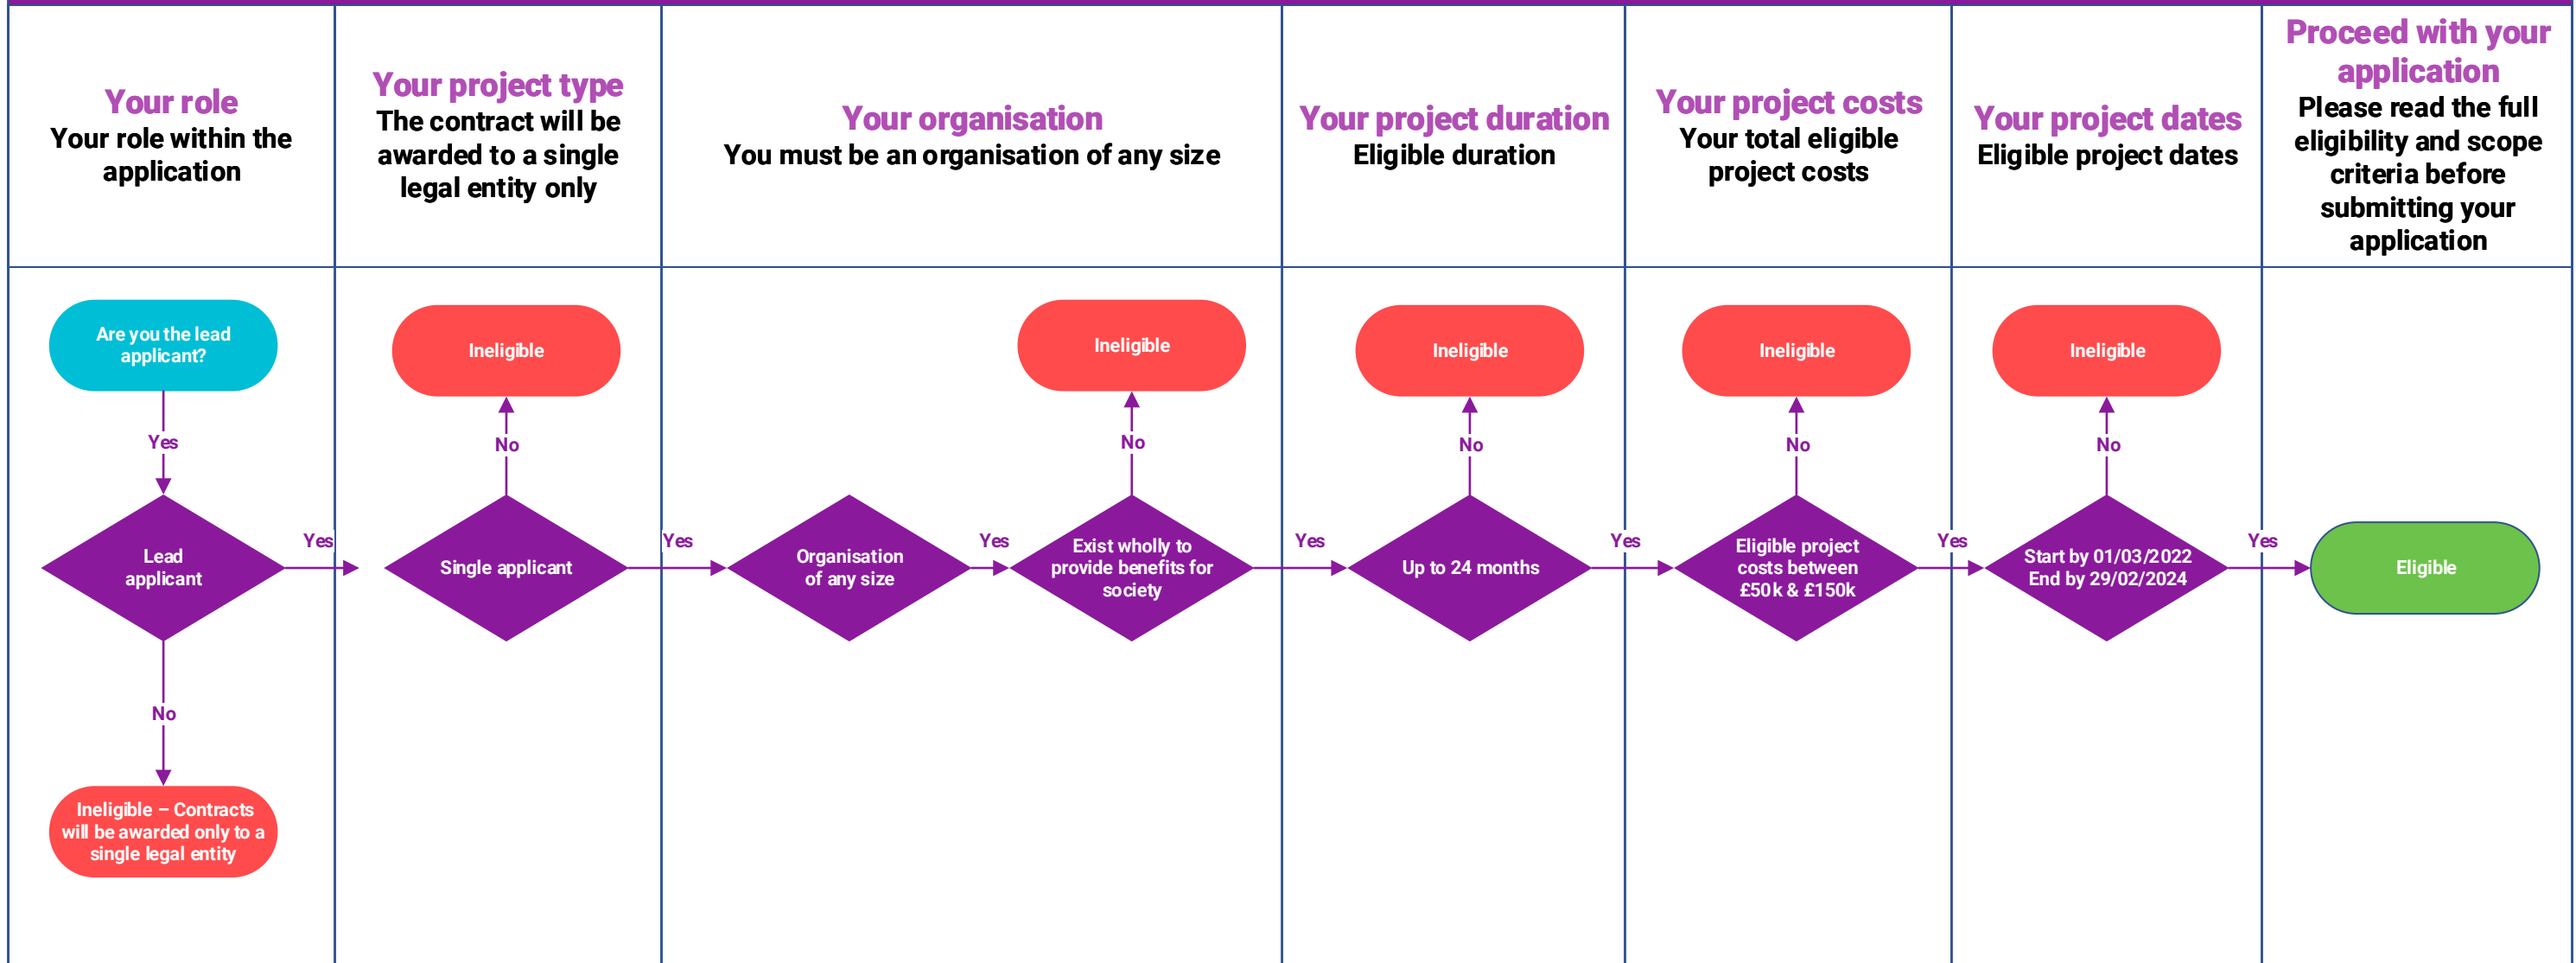 Your role
Your role within the
application
Your project type
The contract will be
awarded to a single
legal entity only
Your organisation
You must be an organisation of any size
Your project duration
Eligible duration
Your project costs
Your total eligible
project costs
Your project dates
Eligible project dates
Proceed with your
application
Please read the full
eligibility and scope
criteria before
submitting your
application
Are you the lead
applicant?
Yes
Lead
applicant
Yes
No
Ineligible – Contracts
will be awarded only to a
single legal entity
Ineligible
No
Single applicant
Yes
Organisation
of any size
Yes
Ineligible
No
Exist wholly to
provide benefits for
society
Yes
Ineligible
No
Up to 24 months
Yes
Ineligible
No
Eligible project
costs between
£50k & £150k
Yes
Ineligible
No
Start by 01/03/2022
End by 29/02/2024
Yes
Eligible